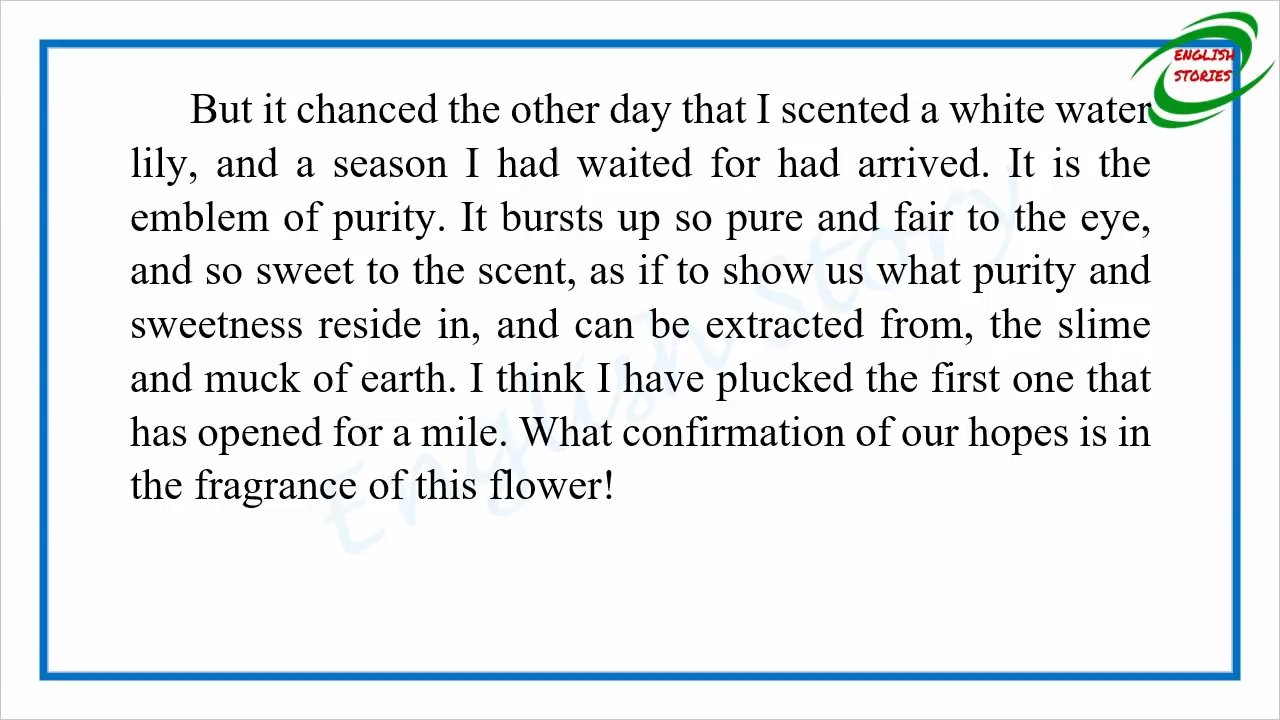 ENGLISH
STORIES
But it chanced the other day that I scented a white water
lily, and a season I had waited for had arrived. It is the
emblem of purity. It bursts up so pure and fair to the eye,
and so sweet to the scent, as if to show us what purity and
sweetness reside in, and can be extracted from, the slime
and muck of earth. I think I have plucked the first one that
has opened for a mile. What confirmation of our hopes is in
the fragrance of this flower!
English Story